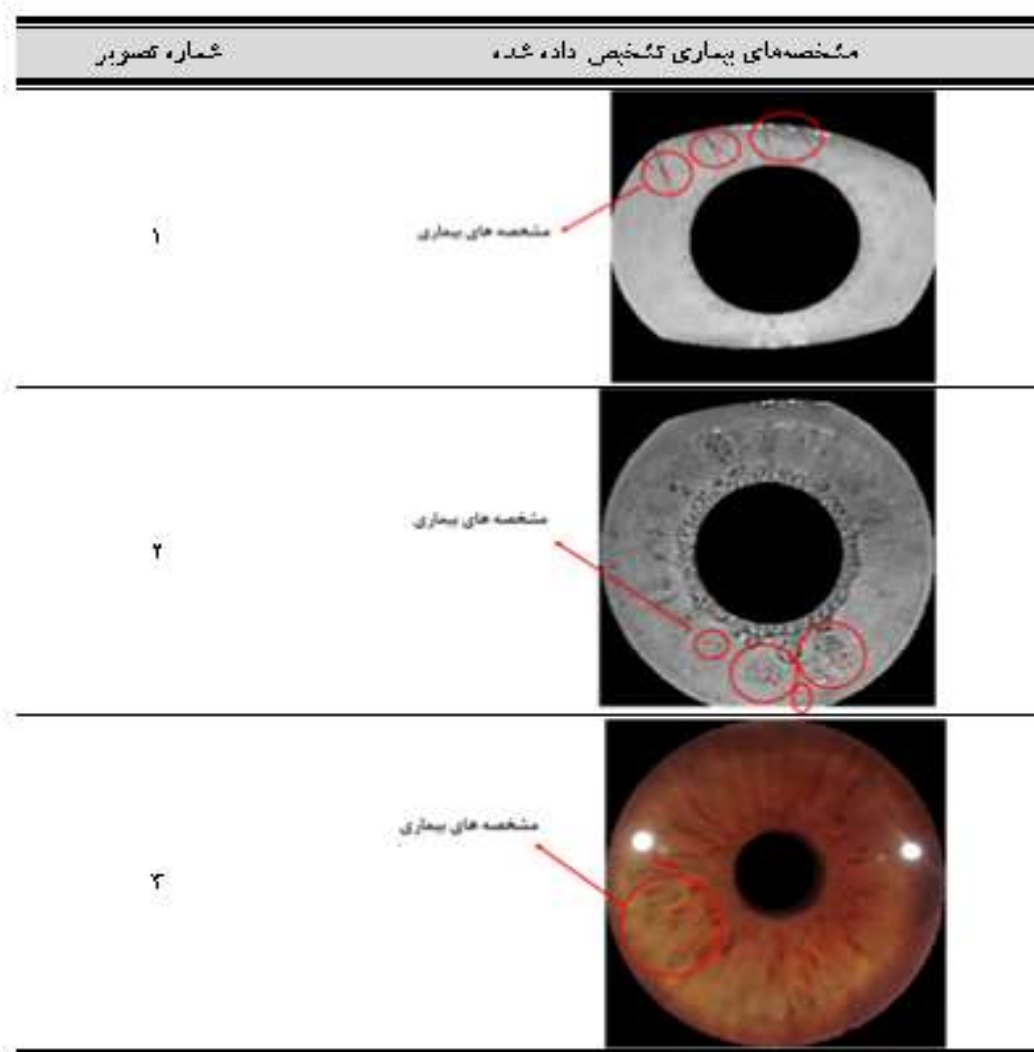 شماره تصویر
مشخصه‌های بیماری تشخیص داده شده
۱
مشخصه های بیماری
۲
مشخصه های بیماری
۳
مشخصه های بیماری